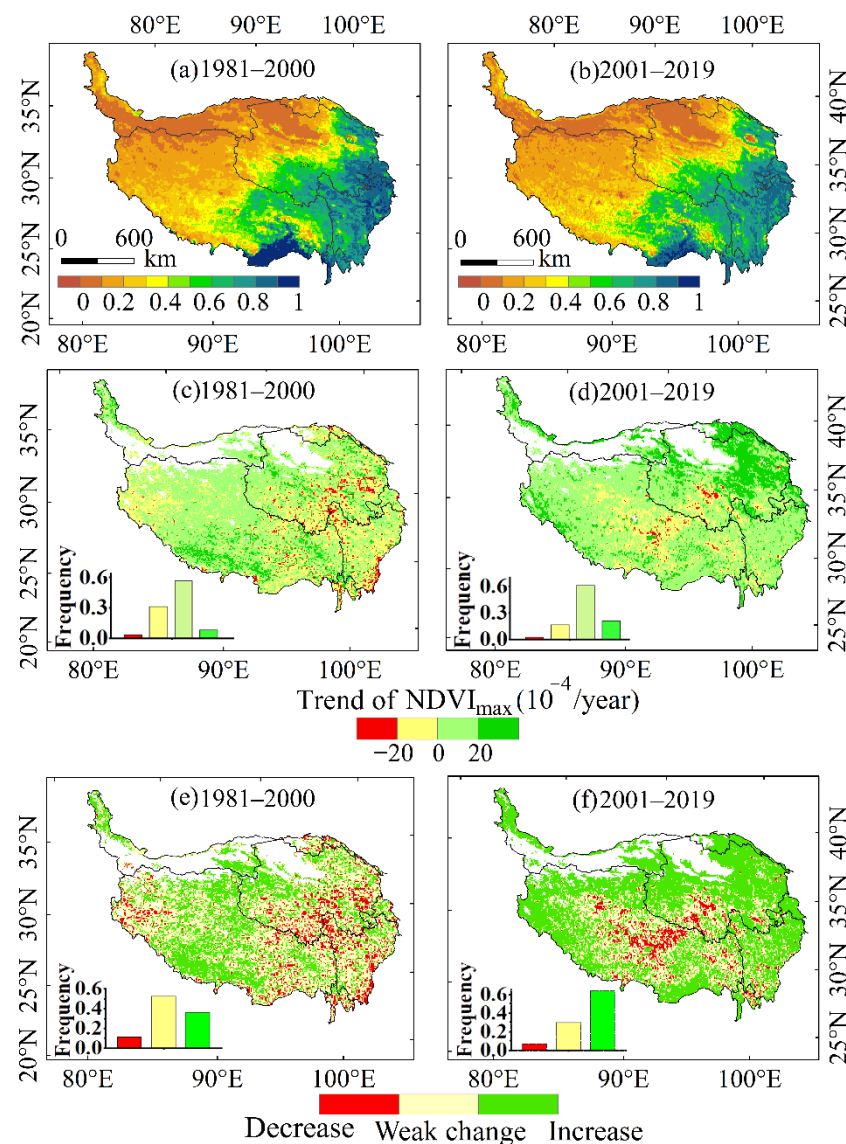 80°E 90°E 100°E 80°E 90°E 100°E
(a)1981–2000 (b)2001–2019
35°N 30°N 25°N 20°N
40°N 35°N 30°N 25°N
0 600 km 0 600 km
0 0.2 0.4 0.6 0.8 1 0 0.2 0.4 0.6 0.8 1
80°E 90°E 100°E 80°E 90°E 100°E
(c)1981–2000 (d)2001–2019
35°N 30°N 25°N 20°N
40°N 35°N 30°N 25°N
Frequency 0.6 0.3 0.0 Frequency 0.6 0.3 0.0
80°E 90°E 100°E 80°E 90°E 100°E
Trend of NDVImax (10⁻⁴/year)
−20 0 20
(e)1981–2000 (f)2001–2019
35°N 30°N 25°N 20°N
40°N 35°N 30°N 25°N
Frequency 0.6 0.4 0.2 0.0 Frequency 0.6 0.4 0.2 0.0
80°E 90°E 100°E 80°E 90°E 100°E
Decrease Weak change Increase